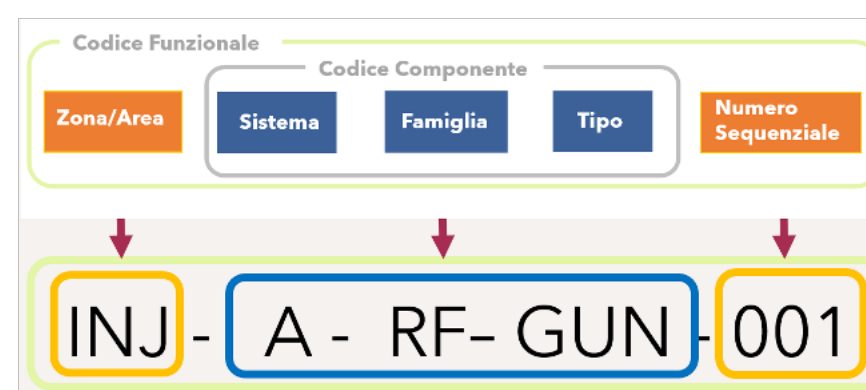 Codice Funzionale
Codice Componente
Zona/Area
Sistema
Famiglia
Tipo
Numero
Sequenziale
INJ - A - RF– GUN - 001